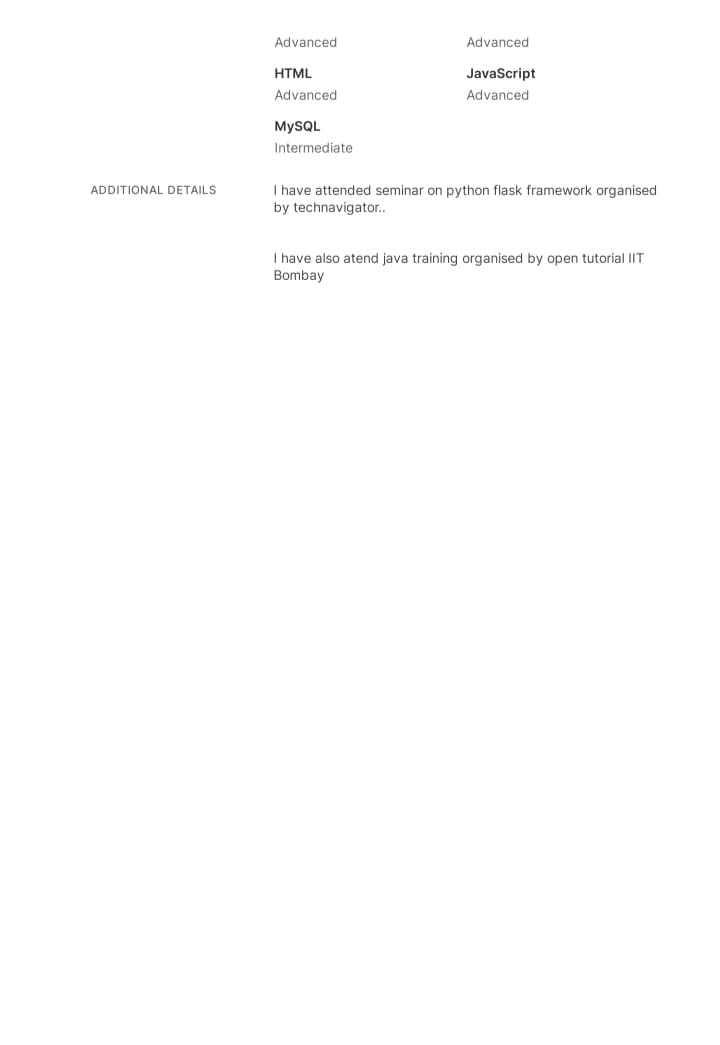 Advanced Advanced
HTML JavaScript
Advanced Advanced
MySQL
Intermediate
ADDITIONAL DETAILS I have attended seminar on python flask framework organised
by technavigator..
I have also atend java training organised by open tutorial IIT
Bombay